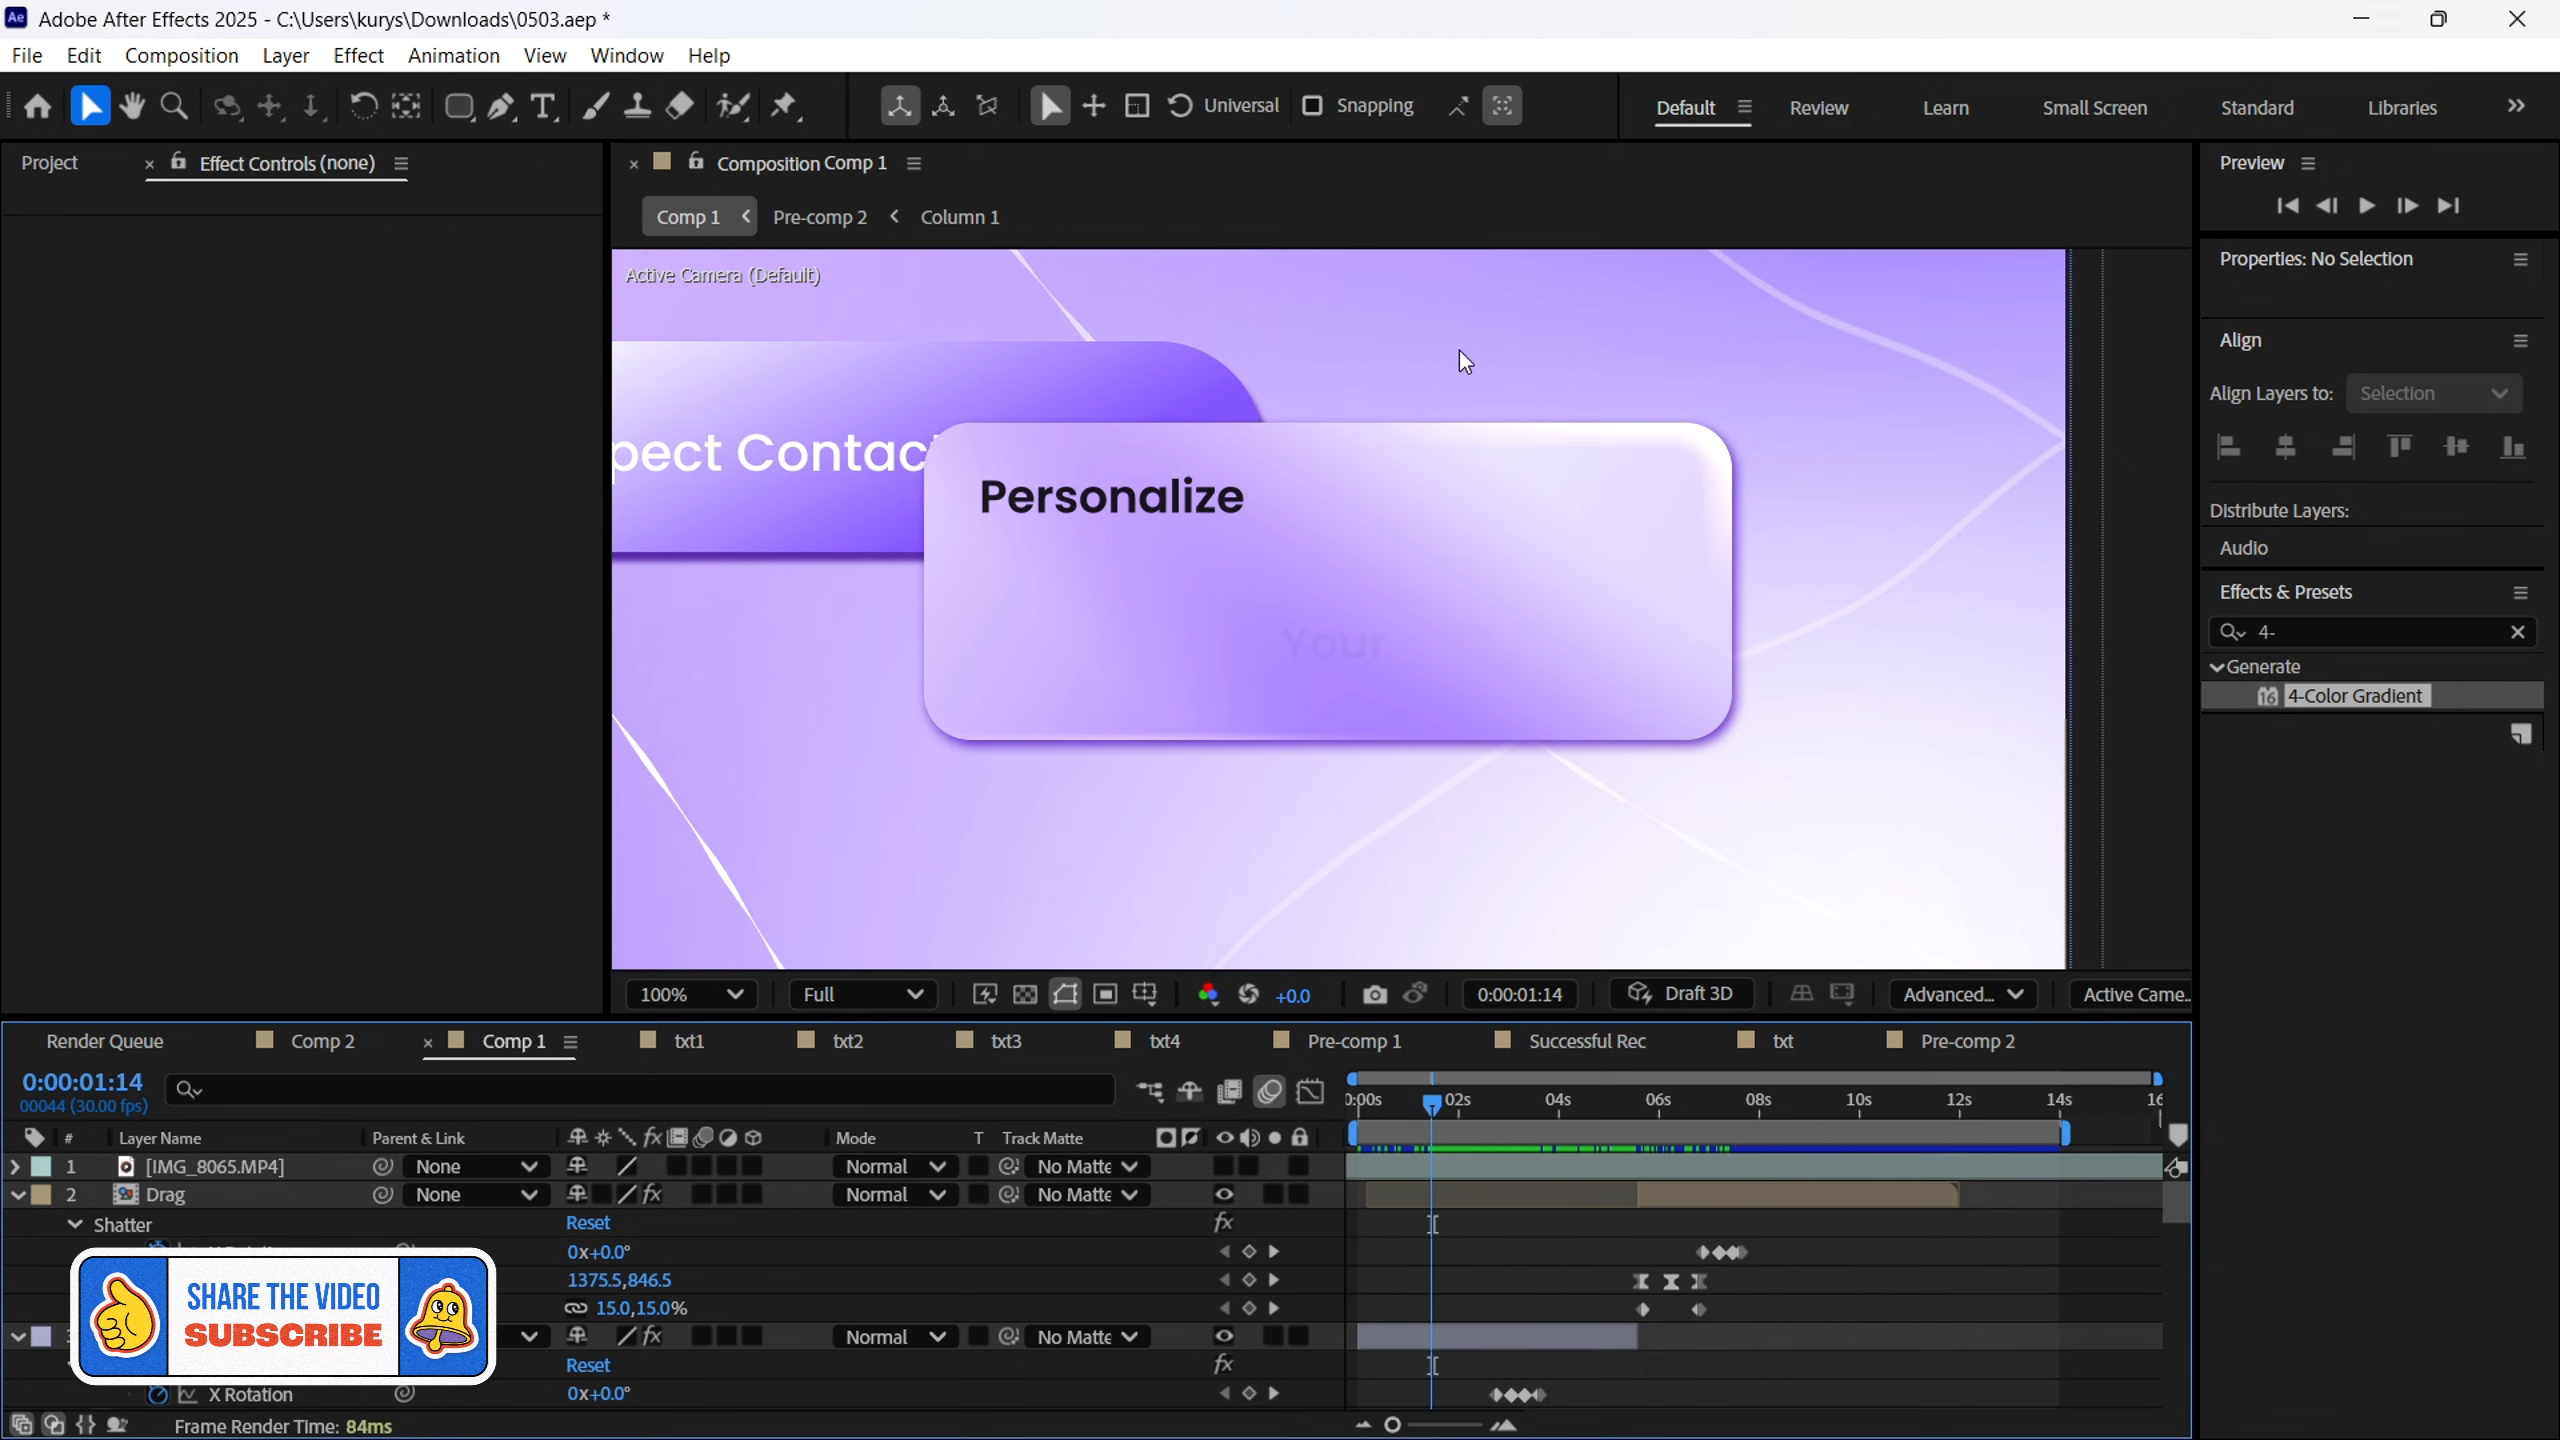 Adobe After Effects 2025 - C:\Users\kurys\Downloads\0503.aep *
File Edit Composition Layer Effect Animation View Window Help
Universal Snapping
Default Review Learn Small Screen Standard Libraries
Project Effect Controls (none)
Composition Comp 1
Comp 1 Pre-comp 2 Column 1
Active Camera (Default)
pect Contac
Personalize
Your
100% Full +0.0 0:00:01:14 Draft 3D Advanced... Active Came..
Preview
Properties: No Selection
Align
Align Layers to: Selection
Distribute Layers:
Audio
Effects & Presets
4-
Generate
4-Color Gradient
Render Queue Comp 2 Comp 1 txt1 txt2 txt3 txt4 Pre-comp 1 Successful Rec txt Pre-comp 2
0:00:01:14
00044 (30.00 fps)
0:00s 02s 04s 06s 08s 10s 12s 14s 16
# Layer Name Parent & Link Mode T Track Matte
1 [IMG_8065.MP4] None Normal No Matte
2 Drag None Normal No Matte
Shatter Reset
0x+0.0°
1375.5,846.5
15.0,15.0%
Normal No Matte
Reset
X Rotation 0x+0.0°
SHARE THE VIDEO
SUBSCRIBE
Frame Render Time: 84ms